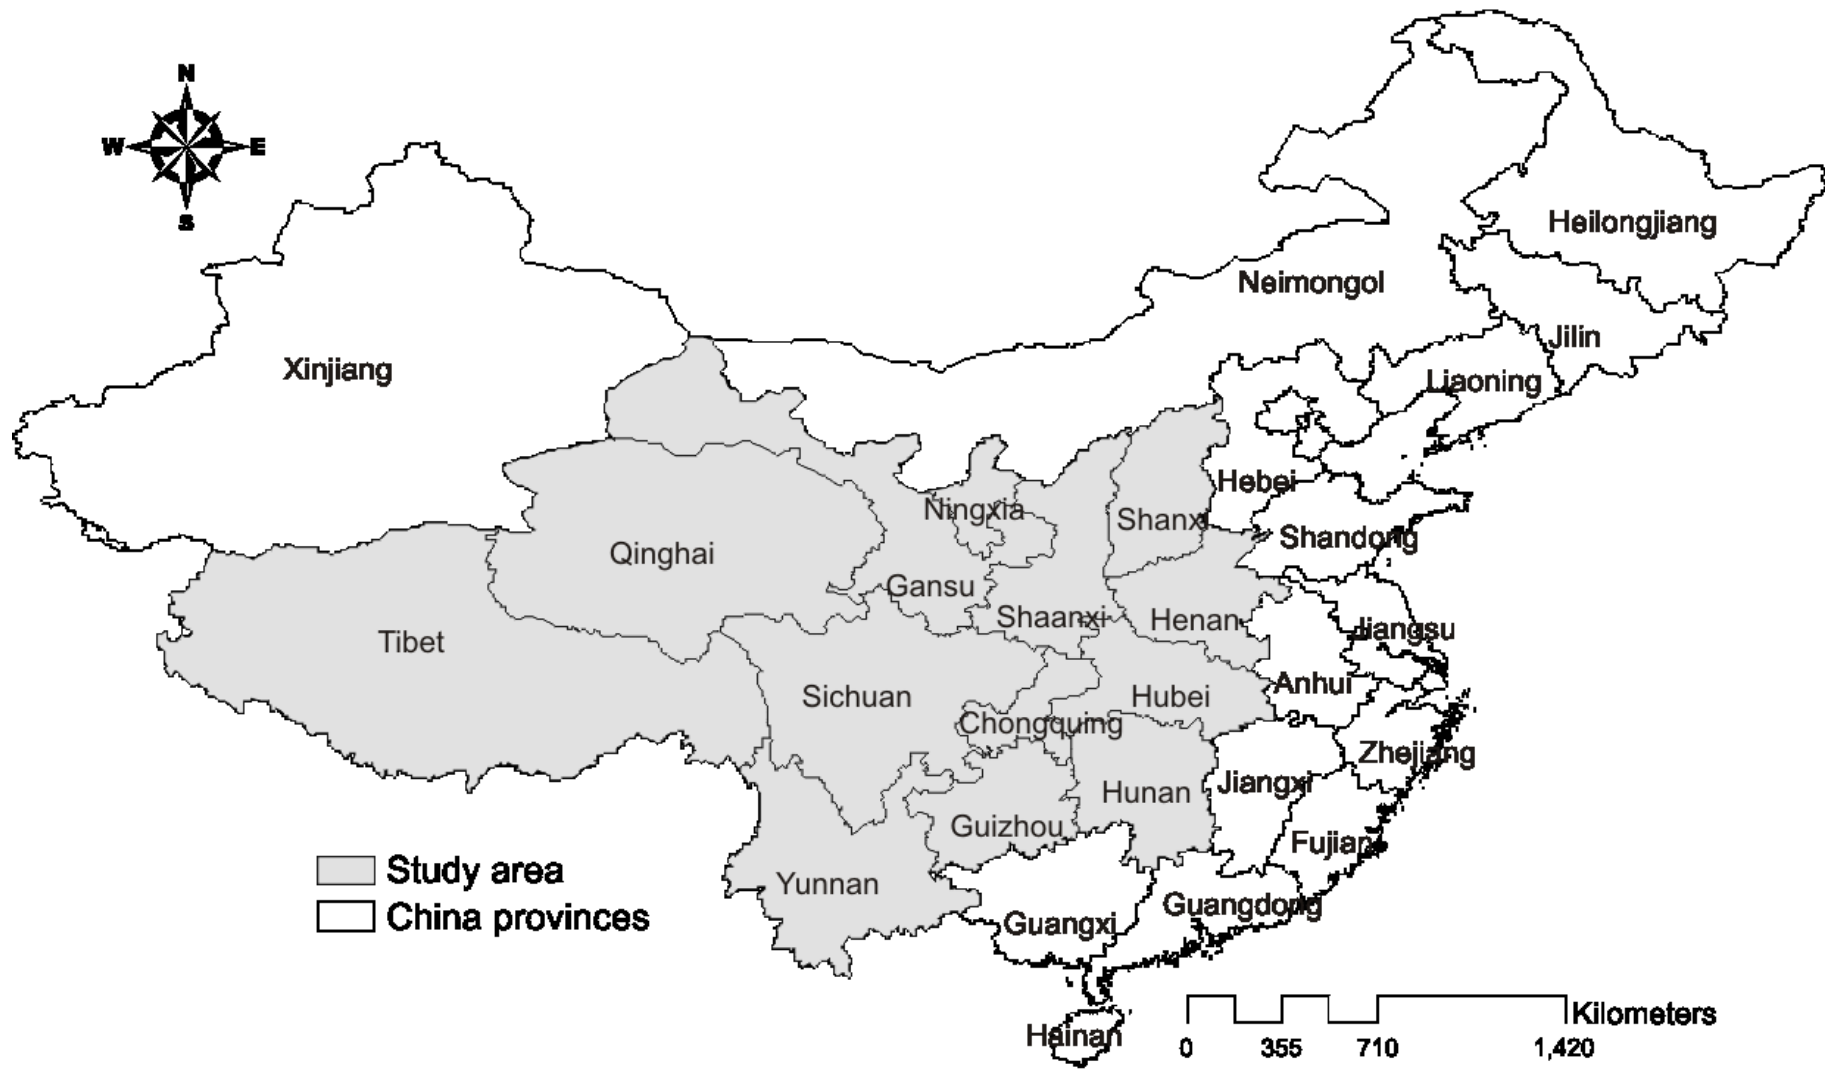 N
W
E
S
Heilongjiang
Neimongol
Jilin
Xinjiang
Liaoning
Hebei
Ningxia
Shanxi
Shandong
Qinghai
Gansu
Shaanxi
Henan
Jiangsu
Tibet
Anhui
Sichuan
Hubei
Chongquing
Zhejiang
Jiangxi
Hunan
Guizhou
Fujian
Study area
Yunnan
Guangdong
China provinces
Guangxi
Kilometers
Hainan
0 355 710 1,420